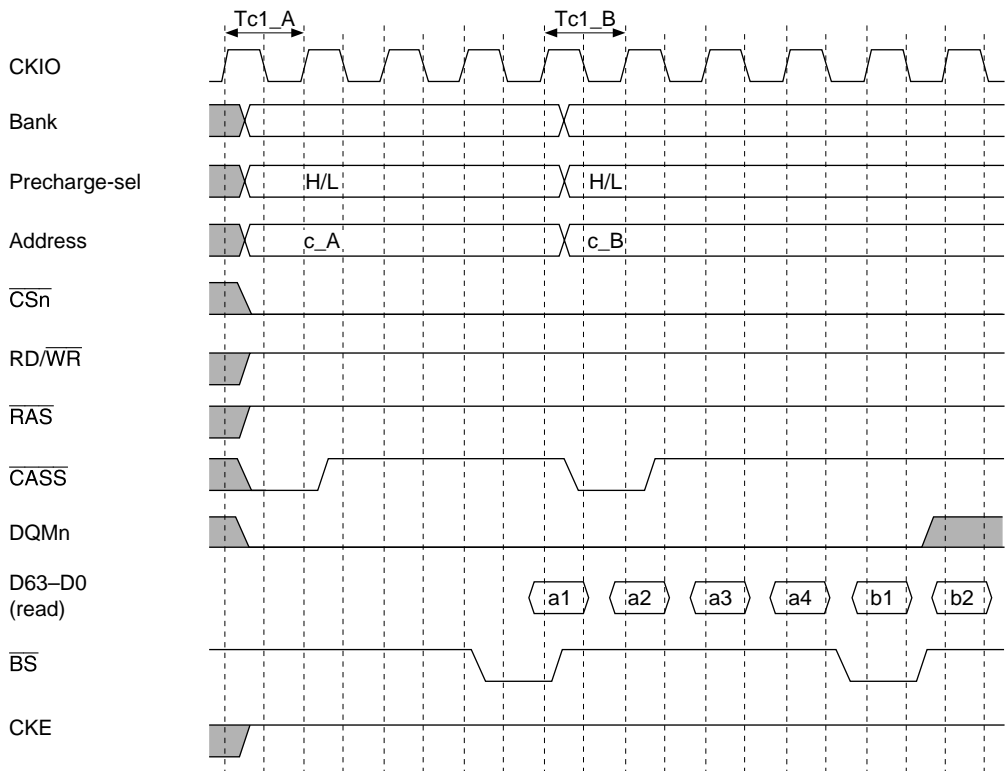 Tc1_A Tc1_B
CKIO
Bank
Precharge-sel H/L H/L
Address c_A c_B
CSn
RD/WR
RAS
CASS
DQMn
D63–D0
(read) a1 a2 a3 a4 b1 b2
BS
CKE